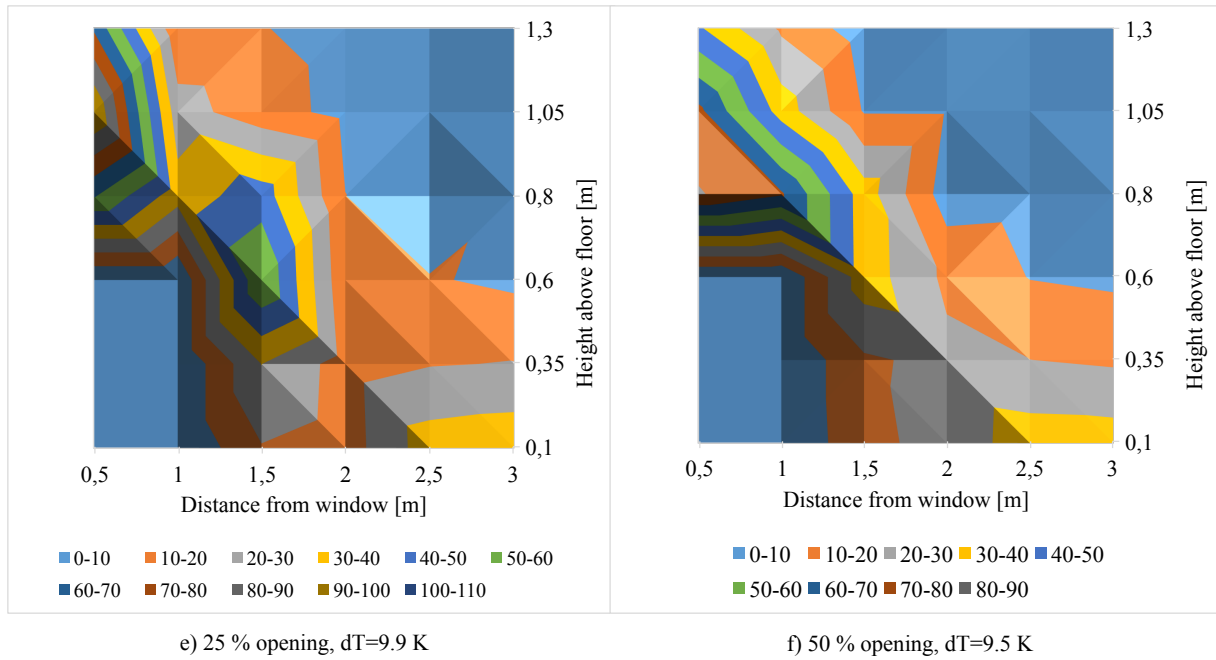 1,3
1,05
0,8
0,6
0,35
0,1
Height above floor [m]
0,5 1 1,5 2 2,5 3
Distance from window [m]
0-10 10-20 20-30 30-40 40-50 50-60
60-70 70-80 80-90 90-100 100-110
e) 25 % opening, dT=9.9 K
1,3
1,05
0,8
0,6
0,35
0,1
Height above floor [m]
0,5 1 1,5 2 2,5 3
Distance from window [m]
0-10 10-20 20-30 30-40 40-50
50-60 60-70 70-80 80-90
f) 50 % opening, dT=9.5 K